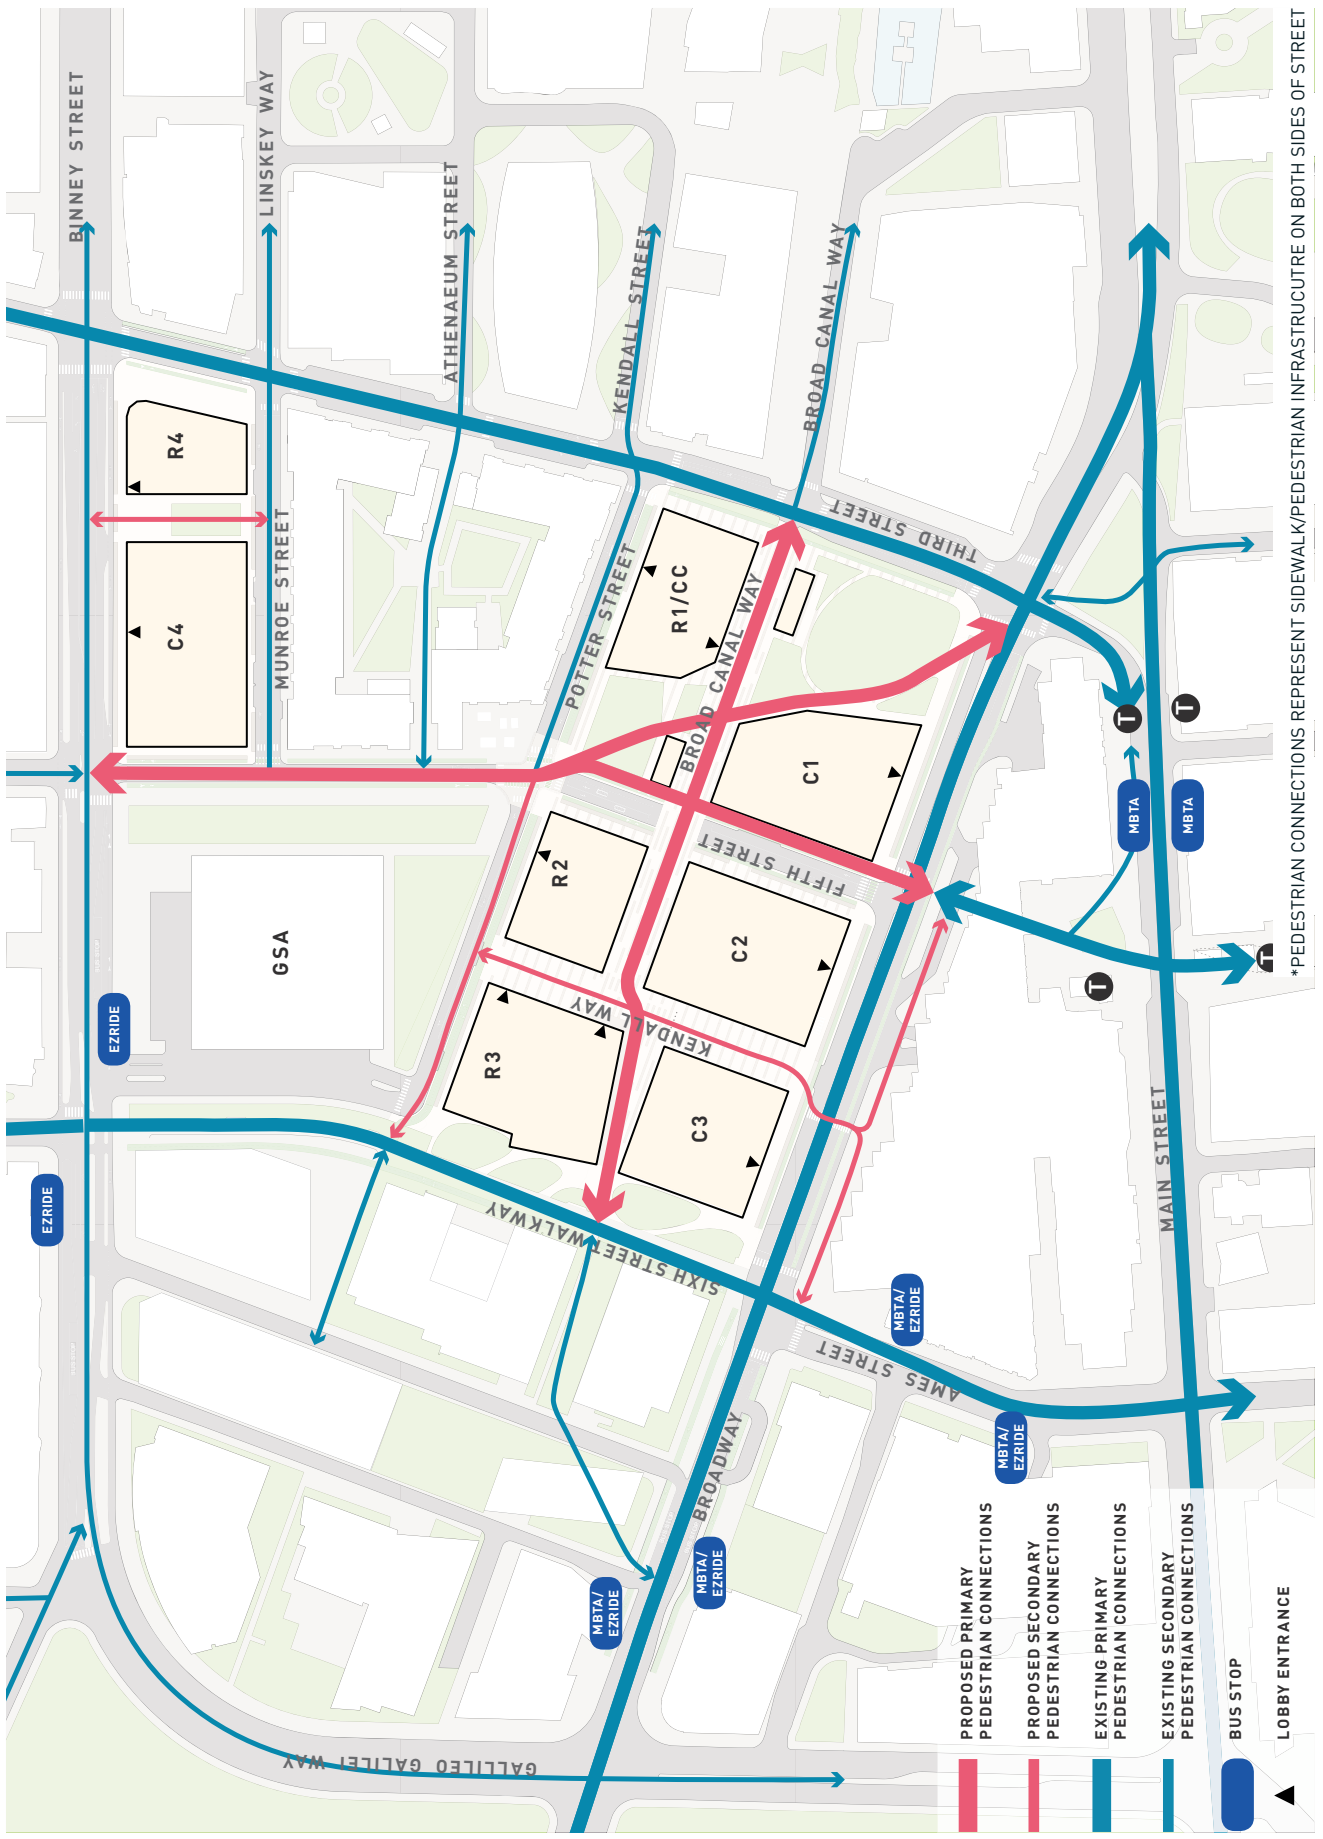 BINNEY STREET
LINSKEY WAY
ATHENAEUM STREET
KENDALL STREET
BROAD CANAL WAY
R4
C4
MUNROE STREET
POTTER STREET
R1/CC
BROAD CANAL WAY
THIRD STREET
C1
FIFTH STREET
R2
C2
GSA
KENDALL WAY
R3
C3
SIXH STREET WALKWAY
AMES STREET
BROADWAY
MAIN STREET
GALLILEO GALILEI WAY
EZRIDE
EZRIDE
MBTA
MBTA
T
T
T
T
MBTA/
EZRIDE
MBTA/
EZRIDE
MBTA/
EZRIDE
MBTA/
EZRIDE
PROPOSED PRIMARY
PEDESTRIAN CONNECTIONS
PROPOSED SECONDARY
PEDESTRIAN CONNECTIONS
EXISTING PRIMARY
PEDESTRIAN CONNECTIONS
EXISTING SECONDARY
PEDESTRIAN CONNECTIONS
BUS STOP
LOBBY ENTRANCE
*PEDESTRIAN CONNECTIONS REPRESENT SIDEWALK/PEDESTRIAN INFRASTRUCUTRE ON BOTH SIDES OF STREET